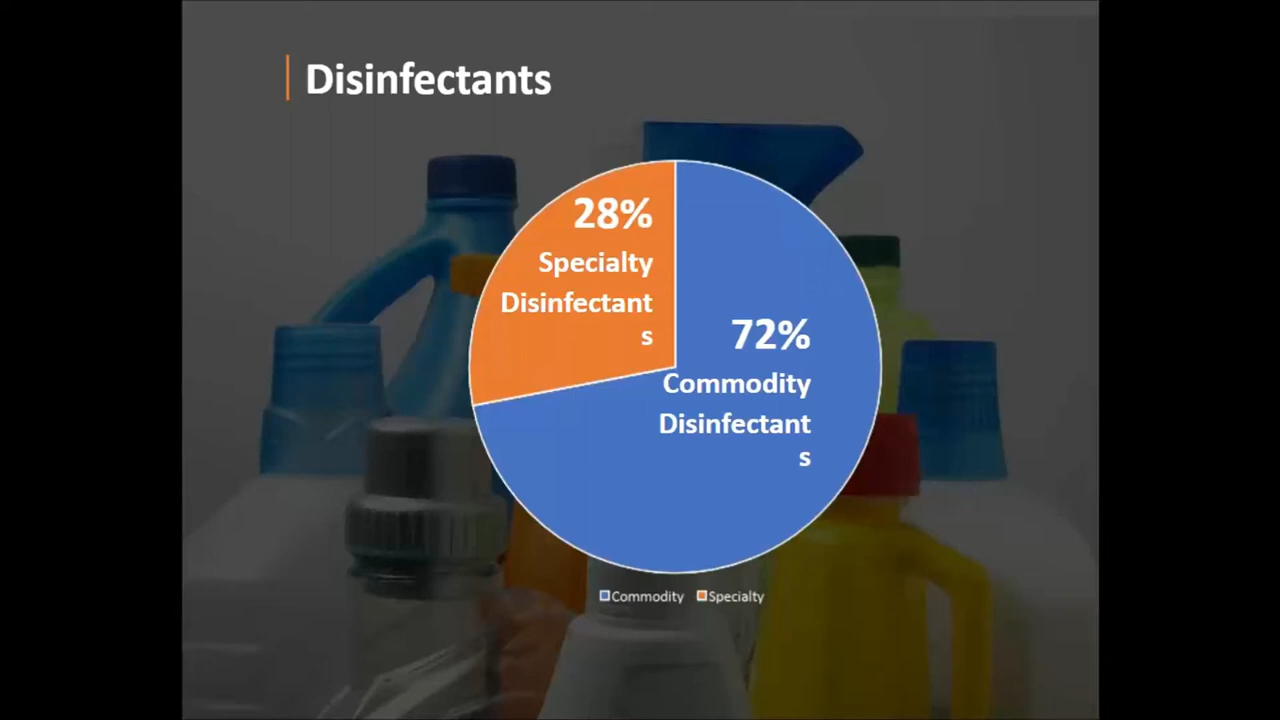 Disinfectants
28%
Specialty
Disinfectant
s
72%
Commodity
Disinfectant
s
Commodity Specialty